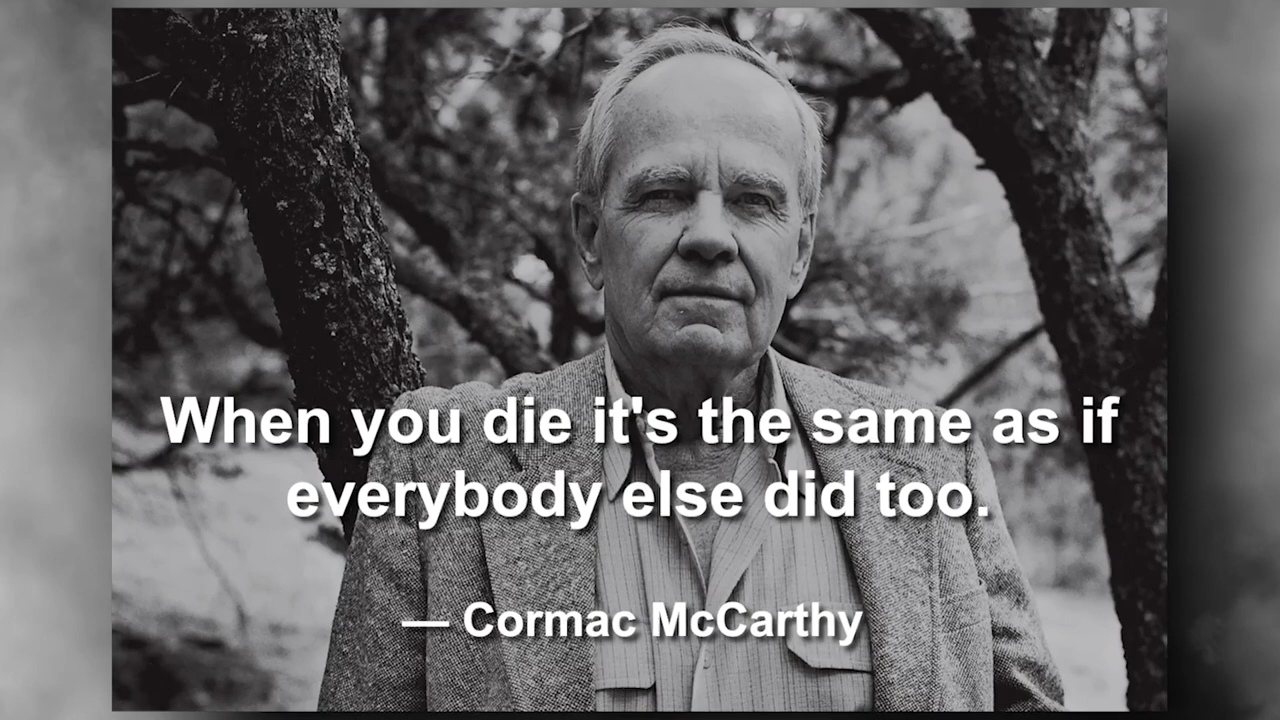 When you die it's the same as if
everybody else did too.
— Cormac McCarthy